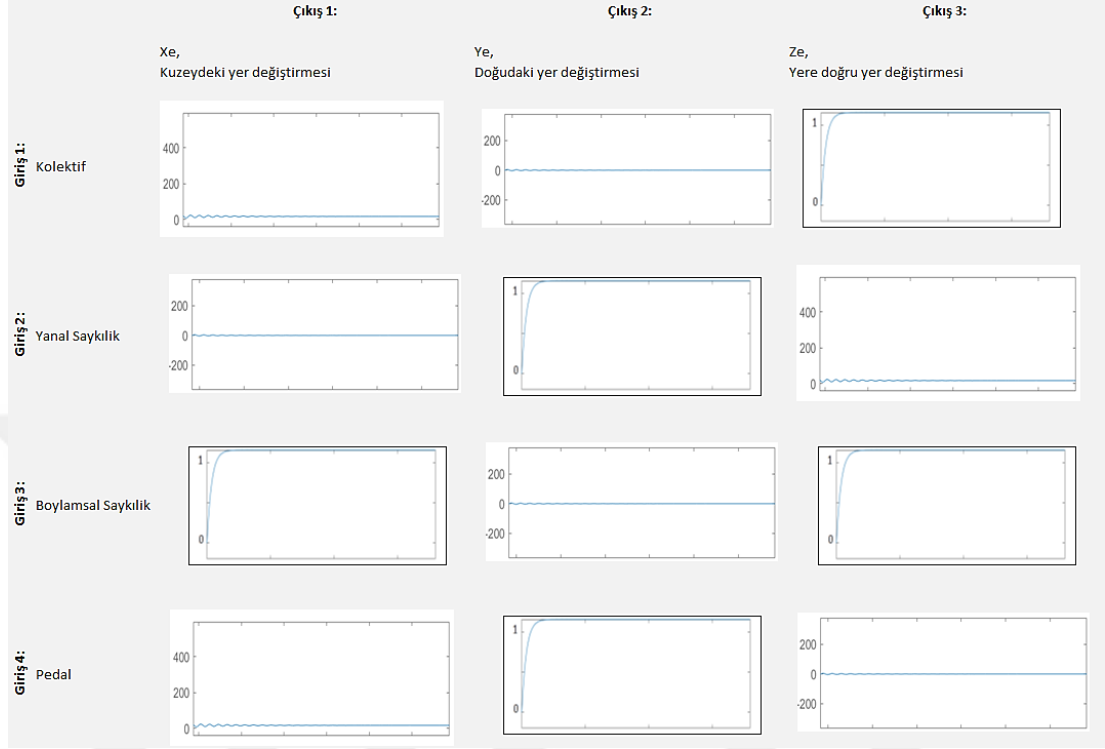 Çıkış 1:
Çıkış 2:
Çıkış 3:
Xe,
Kuzeydeki yer değiştirmesi
Ye,
Doğudaki yer değiştirmesi
Ze,
Yere doğru yer değiştirmesi
Giriş 1:
Kolektif
400
200
0
200
0
-200
1
0
Giriş 2:
Yanal Saykılik
200
0
-200
1
0
400
200
0
Giriş 3:
Boylamsal Saykılik
1
0
200
0
-200
1
0
Giriş 4:
Pedal
400
200
0
1
0
200
0
-200